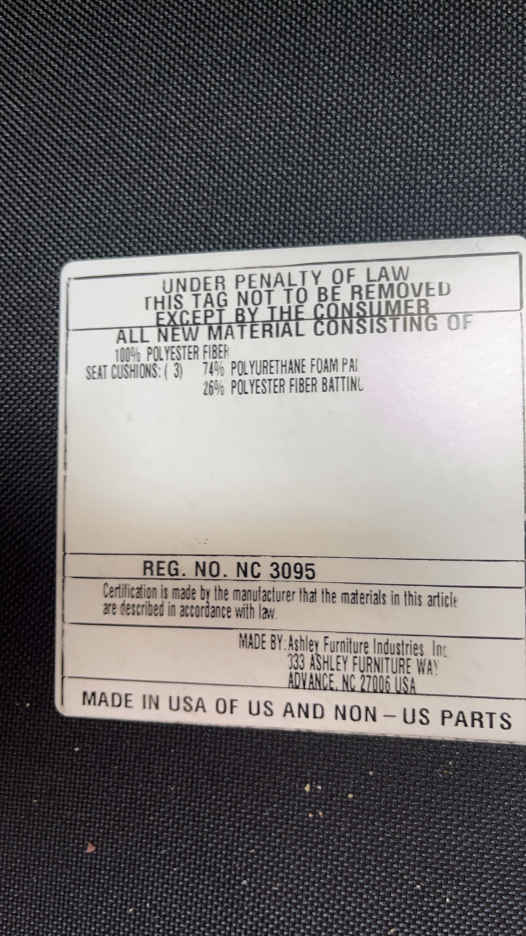 UNDER PENALTY OF LAW
THIS TAG NOT TO BE REMOVED
EXCEPT BY THE CONSUMER
ALL NEW MATERIAL CONSISTING OF
100% POLYESTER FIBER
SEAT CUSHIONS: ( 3) 74% POLYURETHANE FOAM PA
26% POLYESTER FIBER BATTING
REG. NO. NC 3095
Certification is made by the manufacturer that the materials in this article
are described in accordance with law.
MADE BY: Ashley Furniture Industries Inc
333 ASHLEY FURNITURE WAY
ADVANCE, NC 27006 USA
MADE IN USA OF US AND NON – US PARTS